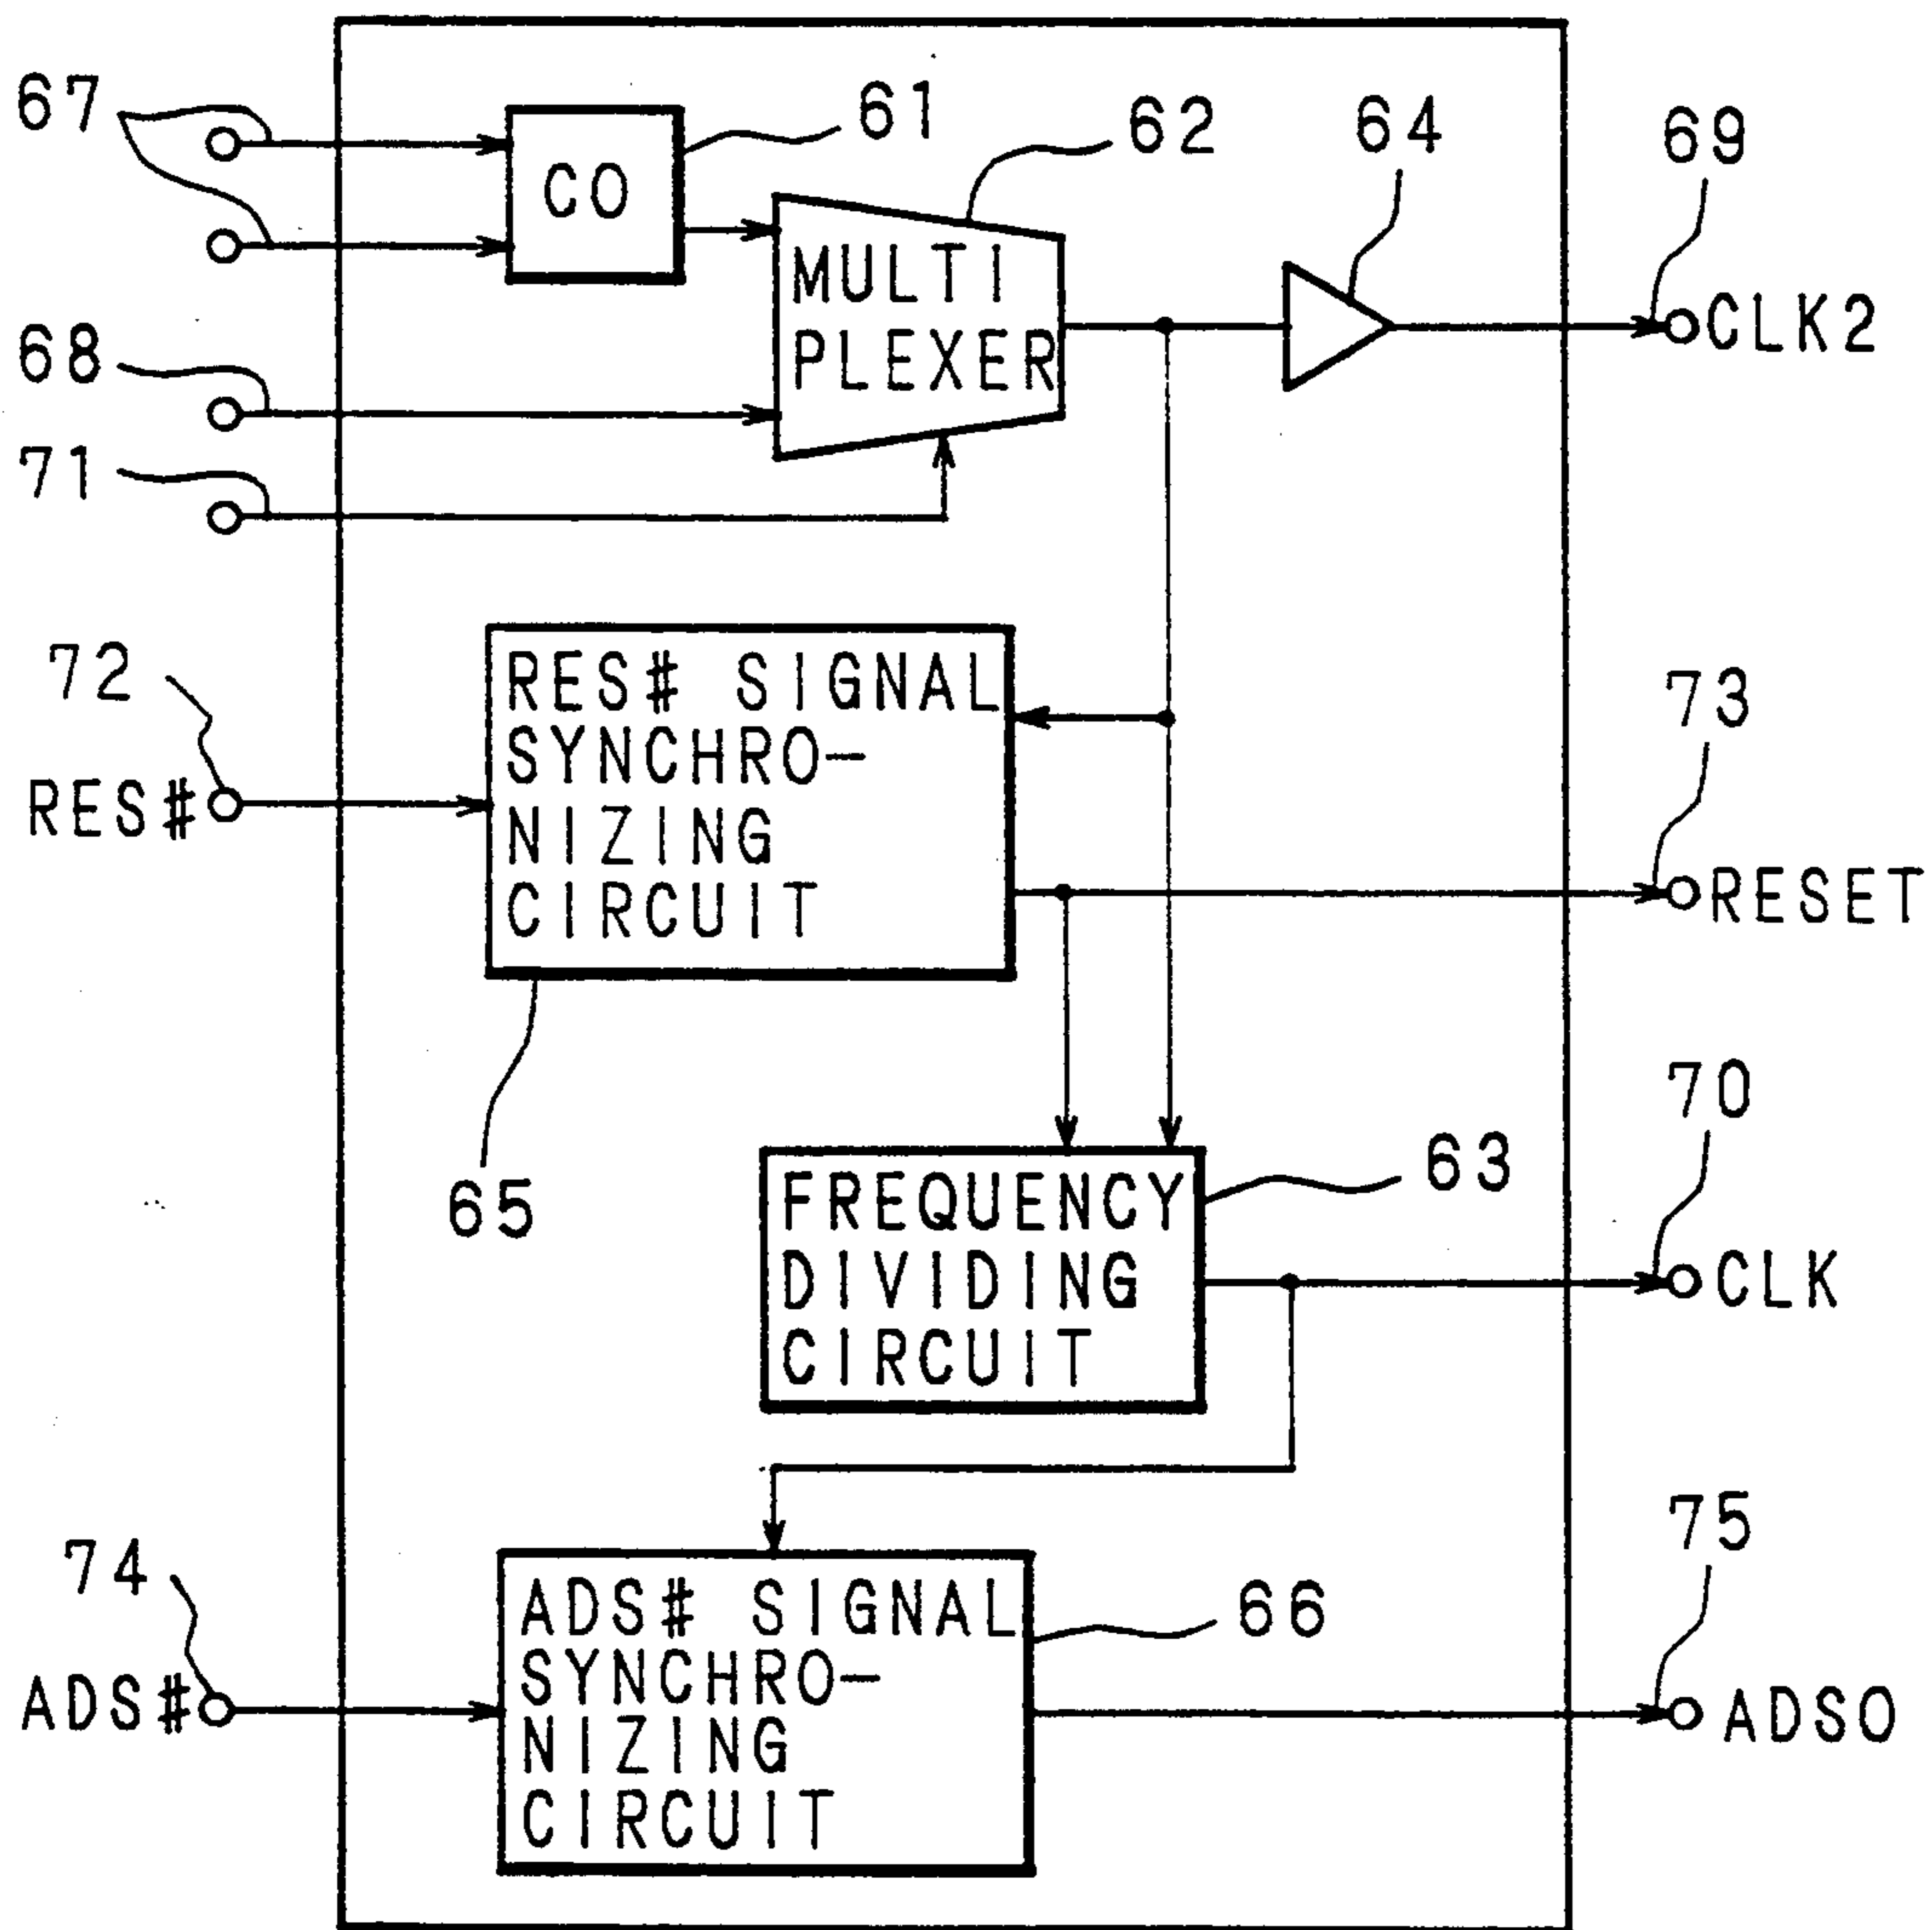 67
CO
61
62
64
69
MULTI
PLEXER
CLK2
68
71
72
RES# SIGNAL
SYNCHRO-
NIZING
CIRCUIT
RES#
73
RESET
65
FREQUENCY
DIVIDING
CIRCUIT
63
70
CLK
74
ADS# SIGNAL
SYNCHRO-
NIZING
CIRCUIT
66
75
ADS#
ADSO